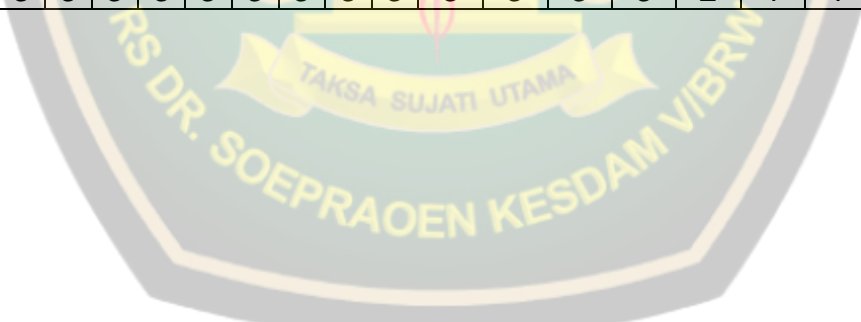 TAKSA SUJATI UTAMA
RS DR. SOEPRAOEN KESDAM V/BRW